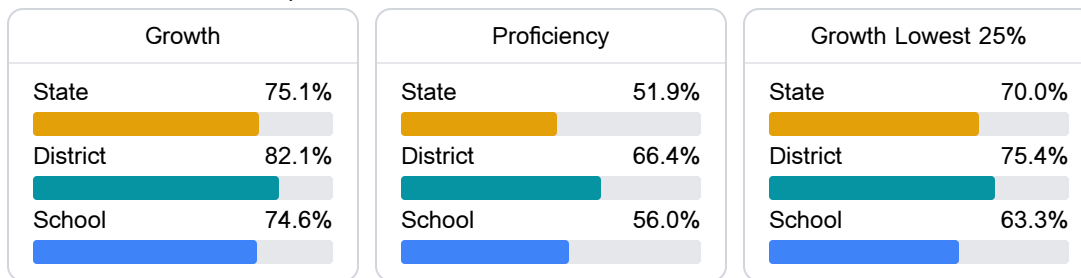 Growth
State 75.1%
District 82.1%
School 74.6%
Proficiency
State 51.9%
District 66.4%
School 56.0%
Growth Lowest 25%
State 70.0%
District 75.4%
School 63.3%